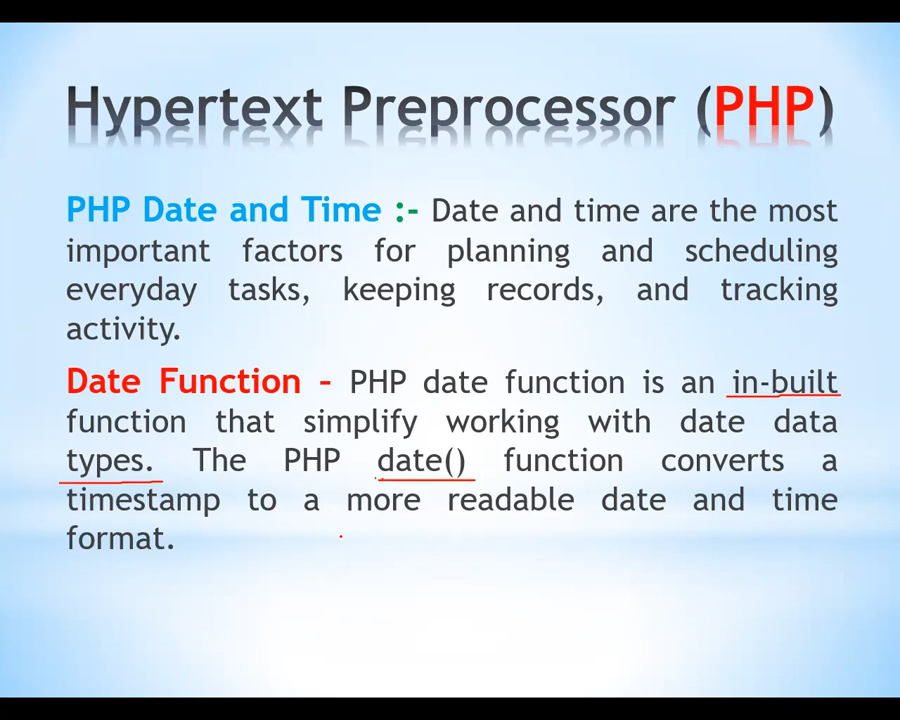 Hypertext Preprocessor (PHP)
PHP Date and Time :- Date and time are the most
important factors for planning and scheduling
everyday tasks, keeping records, and tracking
activity.
Date Function – PHP date function is an in-built
function that simplify working with date data
types. The PHP date() function converts a
timestamp to a more readable date and time
format.